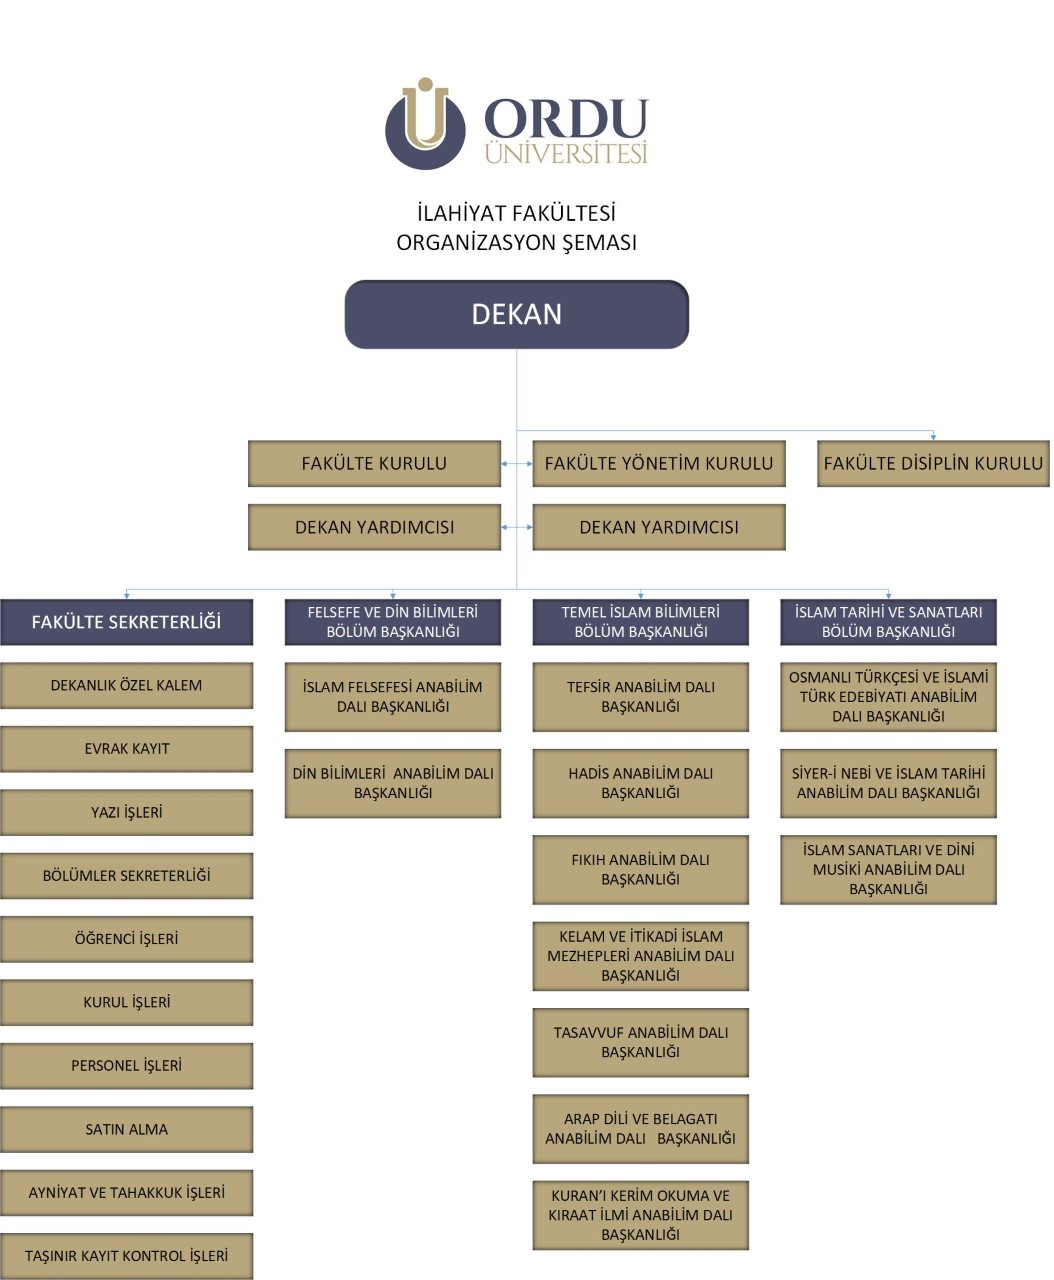 ORDU
ÜNİVERSİTESİ
İLAHİYAT FAKÜLTESİ
ORGANİZASYON ŞEMASI
DEKAN
FAKÜLTE KURULU
FAKÜLTE YÖNETİM KURULU
FAKÜLTE DİSİPLİN KURULU
DEKAN YARDIMCISI
DEKAN YARDIMCISI
FAKÜLTE SEKRETERLİĞİ
DEKANLIK ÖZEL KALEM
EVRAK KAYIT
YAZI İŞLERİ
BÖLÜMLER SEKRETERLİĞİ
ÖĞRENCİ İŞLERİ
KURUL İŞLERİ
PERSONEL İŞLERİ
SATIN ALMA
AYNİYAT VE TAHAKKUK İŞLERİ
TAŞINIR KAYIT KONTROL İŞLERİ
FELSEFE VE DİN BİLİMLERİ
BÖLÜM BAŞKANLIĞI
İSLAM FELSEFESİ ANABİLİM
DALI BAŞKANLIĞI
DİN BİLİMLERİ ANABİLİM DALI
BAŞKANLIĞI
TEMEL İSLAM BİLİMLERİ
BÖLÜM BAŞKANLIĞI
TEFSİR ANABİLİM DALI
BAŞKANLIĞI
HADİS ANABİLİM DALI
BAŞKANLIĞI
FIKIH ANABİLİM DALI
BAŞKANLIĞI
KELAM VE İTİKADİ İSLAM
MEZHEPLERİ ANABİLİM DALI
BAŞKANLIĞI
TASAVVUF ANABİLİM DALI
BAŞKANLIĞI
ARAP DİLİ VE BELAGATI
ANABİLİM DALI BAŞKANLIĞI
KURAN’I KERİM OKUMA VE
KIRAAT İLMİ ANABİLİM DALI
BAŞKANLIĞI
İSLAM TARİHİ VE SANATLARI
BÖLÜM BAŞKANLIĞI
OSMANLI TÜRKÇESİ VE İSLAMİ
TÜRK EDEBİYATI ANABİLİM
DALI BAŞKANLIĞI
SİYER-İ NEBİ VE İSLAM TARİHİ
ANABİLİM DALI BAŞKANLIĞI
İSLAM SANATLARI VE DİNİ
MUSİKİ ANABİLİM DALI
BAŞKANLIĞI